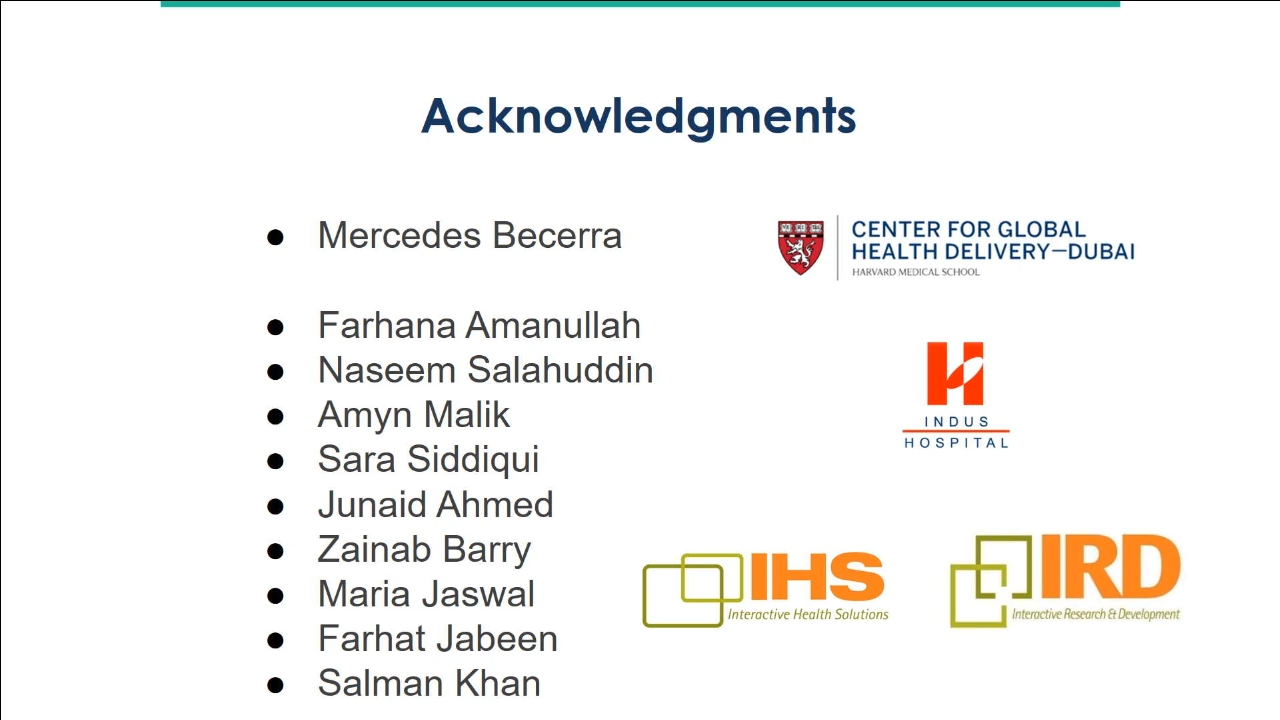 Acknowledgments
● Mercedes Becerra
● Farhana Amanullah
● Naseem Salahuddin
● Amyn Malik
● Sara Siddiqui
● Junaid Ahmed
● Zainab Barry
● Maria Jaswal
● Farhat Jabeen
● Salman Khan
CENTER FOR GLOBAL
HEALTH DELIVERY—DUBAI
HARVARD MEDICAL SCHOOL
INDUS
HOSPITAL
IHS
Interactive Health Solutions
IRD
Interactive Research & Development